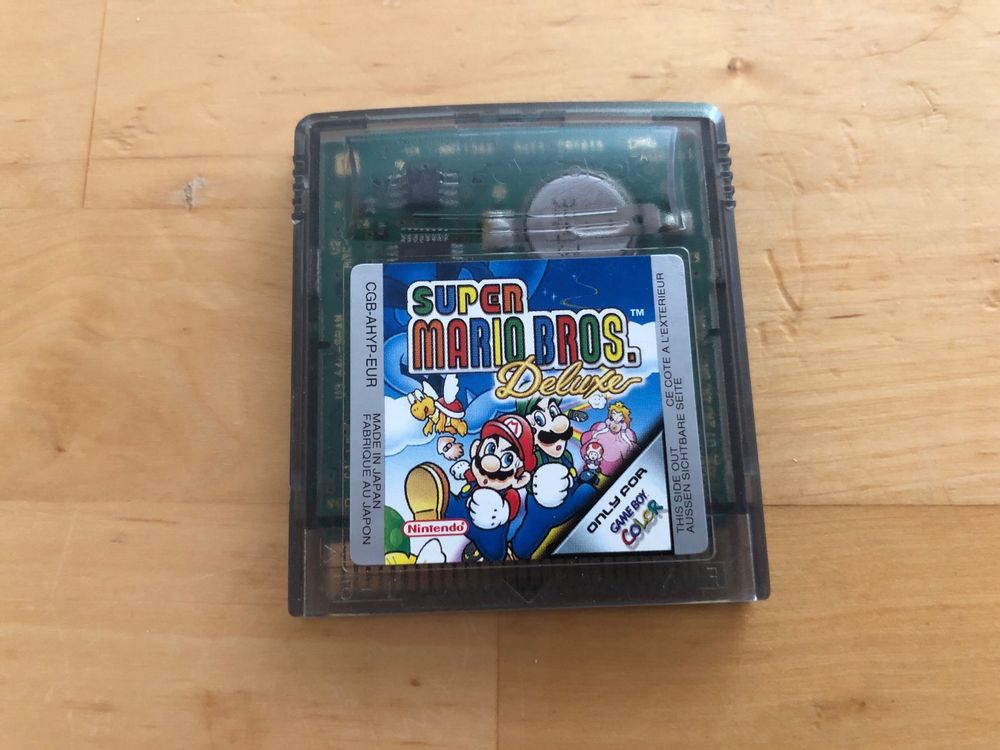 CGB-AHYP-EUR
MADE IN JAPAN
FABRIQUE AU JAPON
SUPER
MARIO BROS.™
Deluxe
M
Nintendo
ONLY FOR
GAME BOY
COLOR
THIS SIDE OUT
CE COTE A L'EXTERIEUR
AUSSEN SICHTBARE SEITE